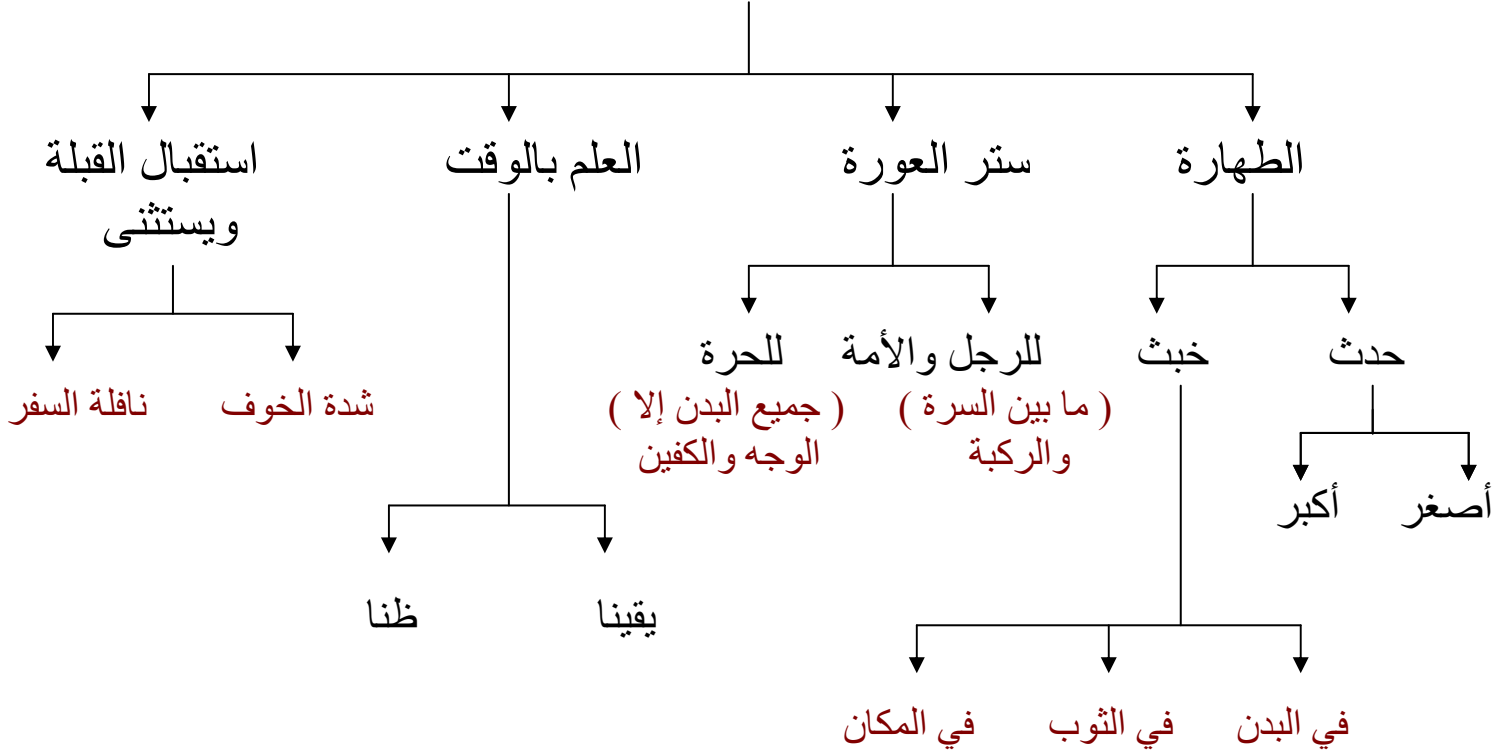 الطهارة
ستر العورة
العلم بالوقت
استقبال القبلة
ويستثنى
حدث
خبث
للرجل والأمة
للحرة
( ما بين السرة )
والركبة
( جميع البدن إلا )
الوجه والكفين
شدة الخوف
نافلة السفر
أصغر
أكبر
يقينا
ظنا
في البدن
في الثوب
في المكان